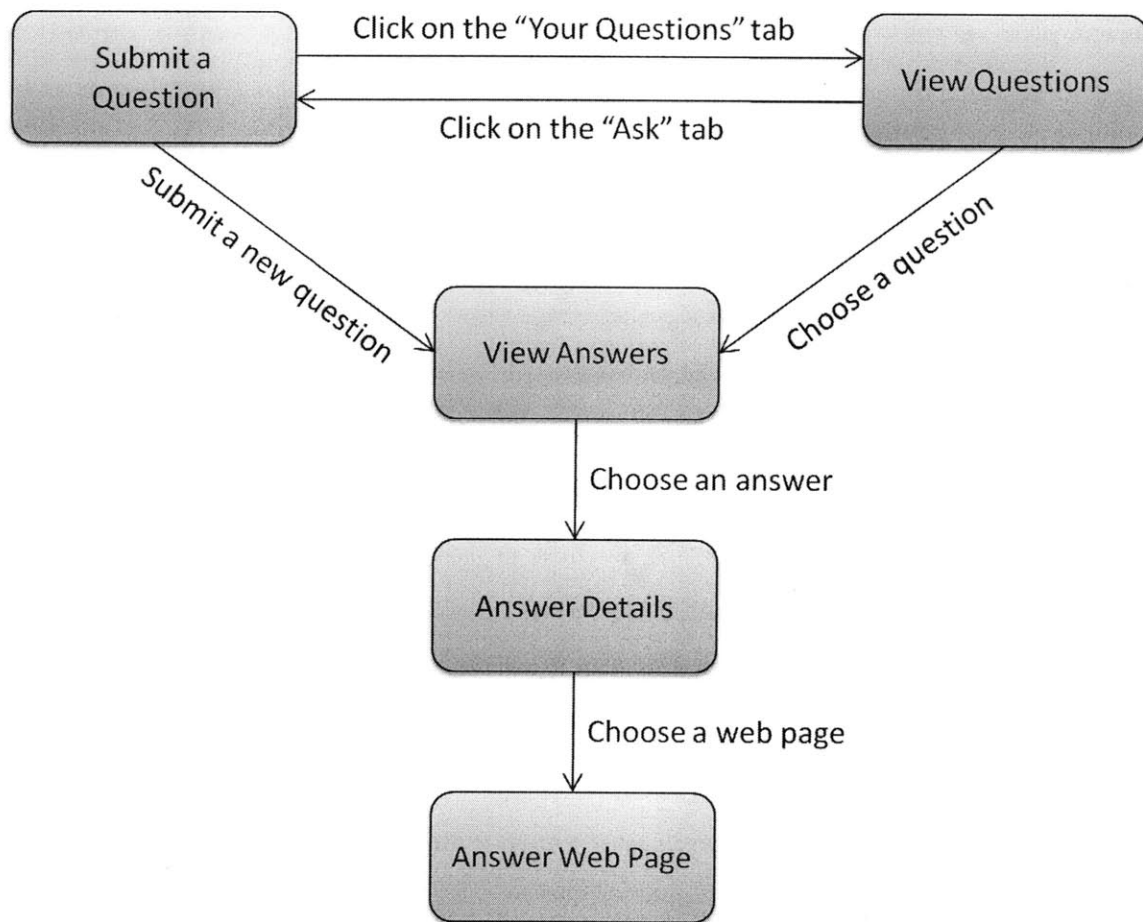 Click on the “Your Questions” tab
Submit a
Question
View Questions
Click on the “Ask” tab
Submit a new question
Choose a question
View Answers
Choose an answer
Answer Details
Choose a web page
Answer Web Page